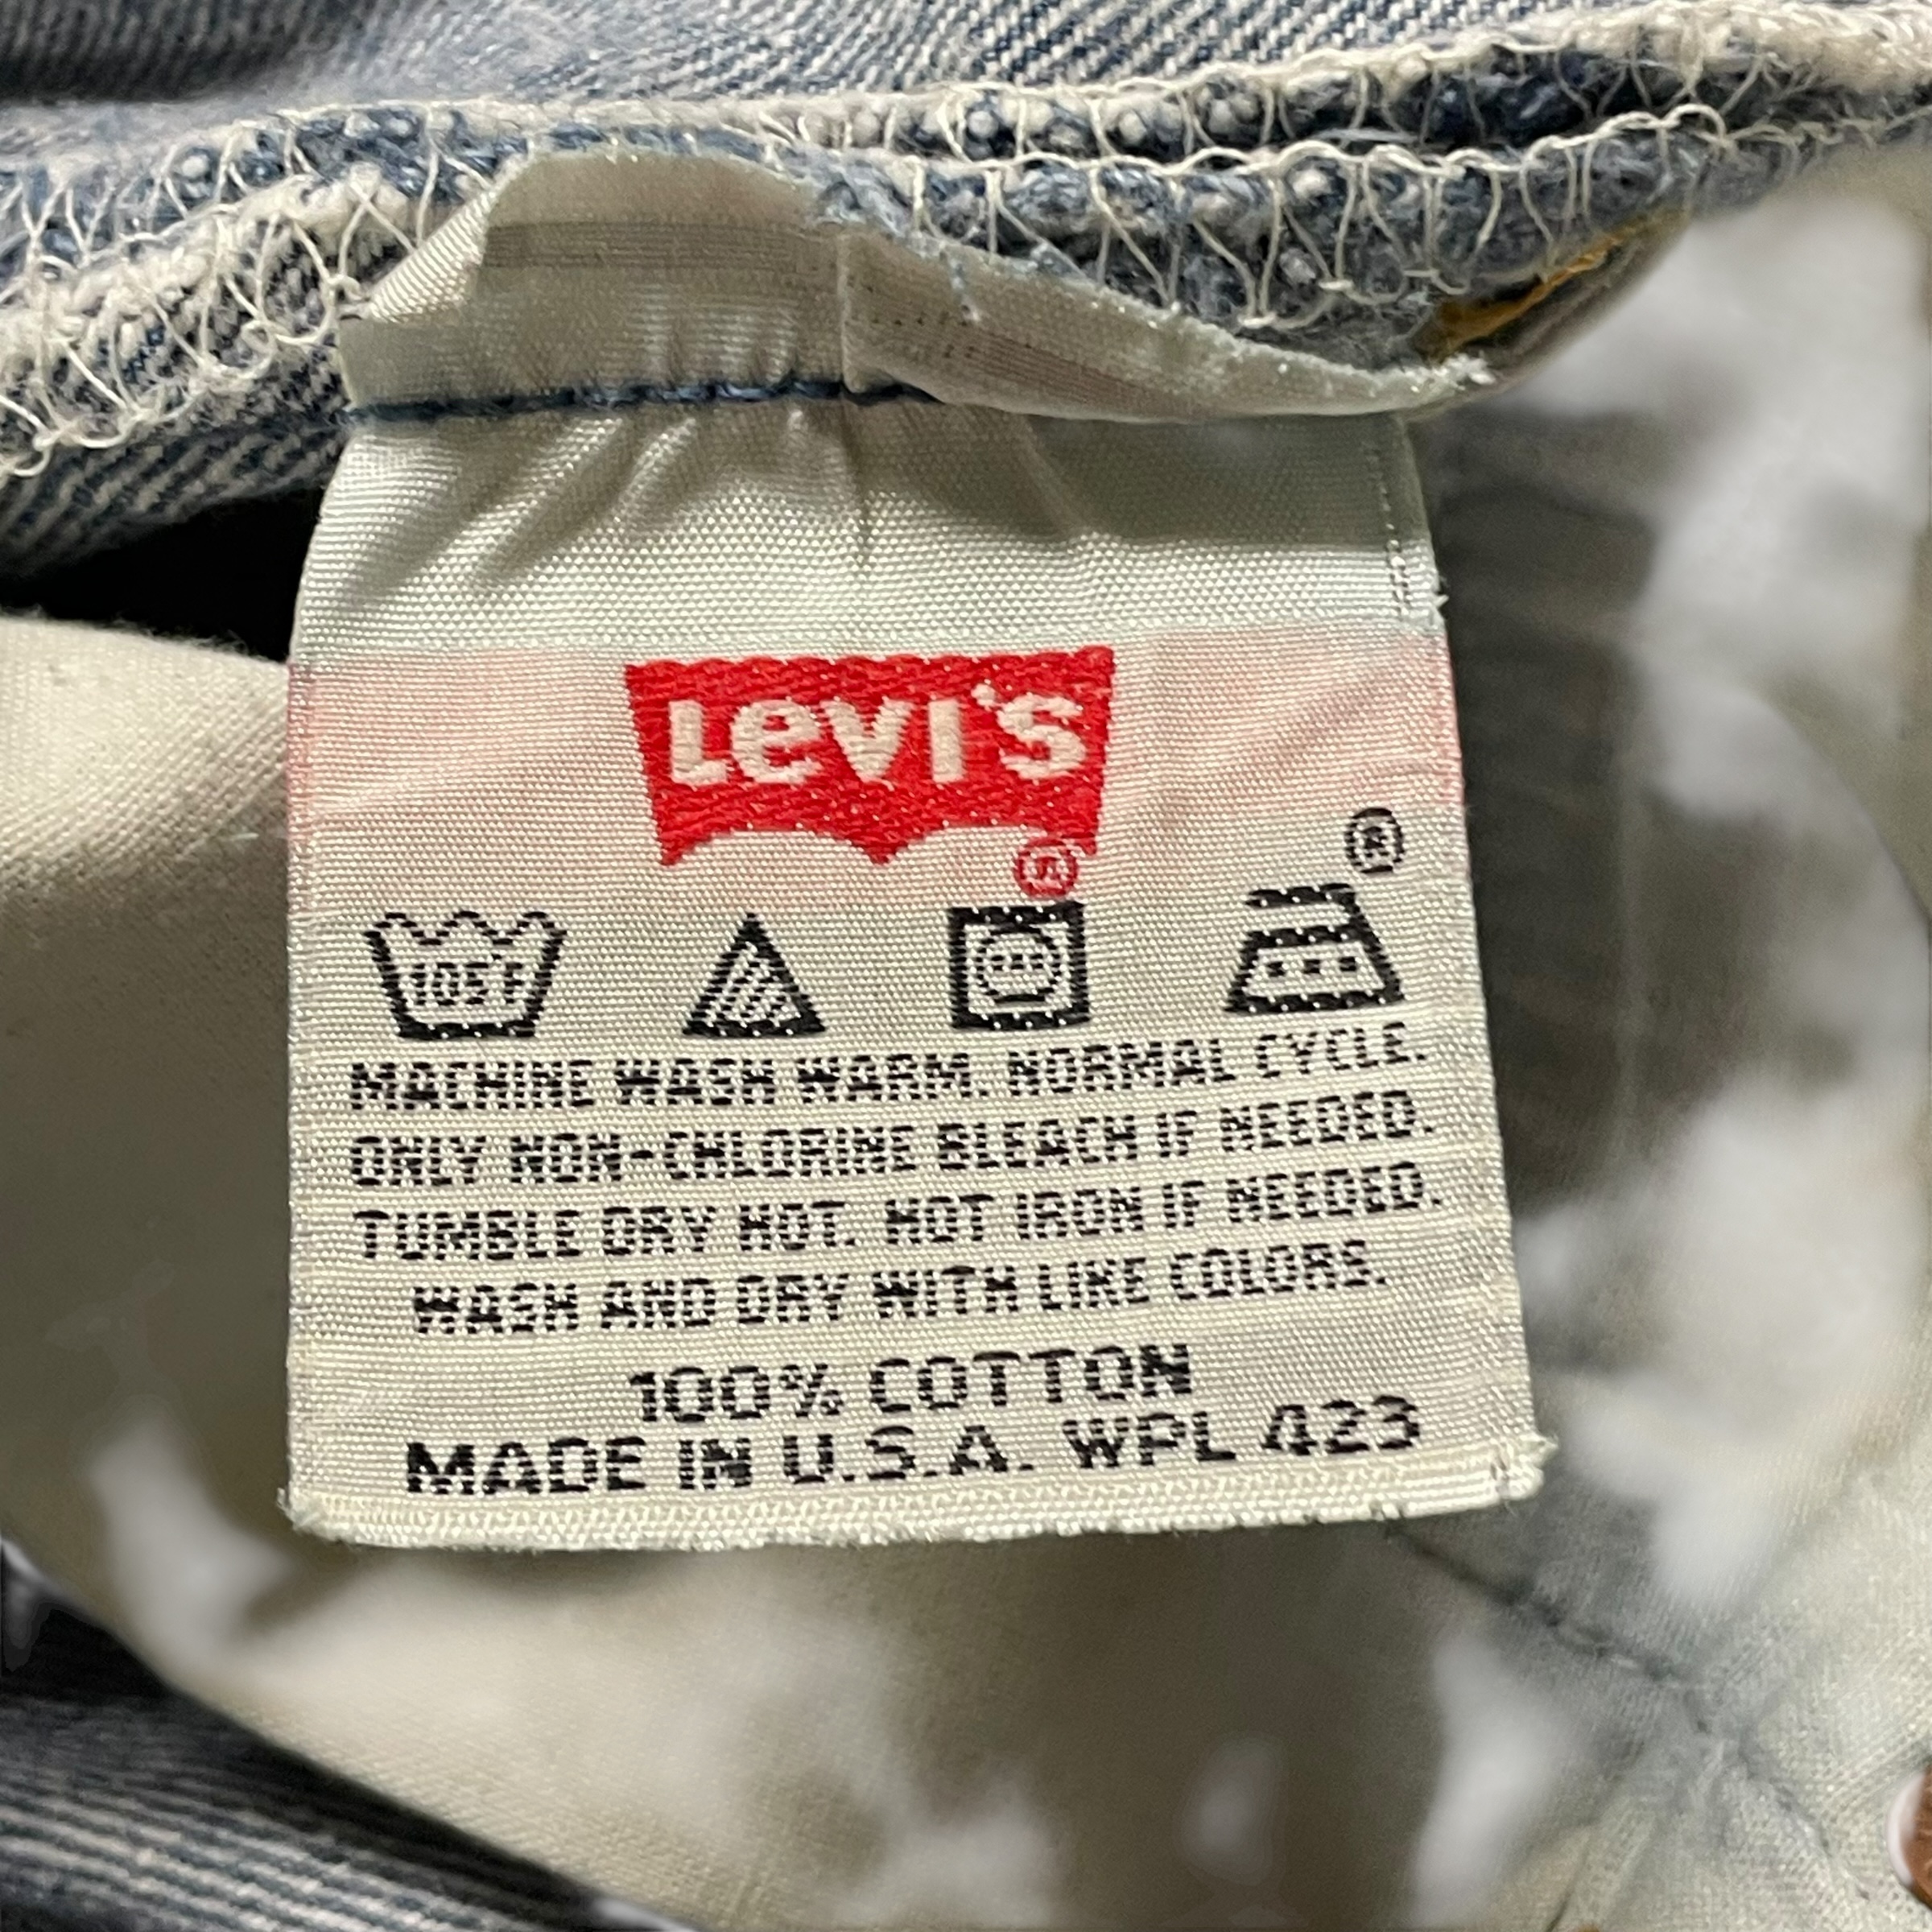 Levi's
®
®
105°F
MACHINE WASH WARM. NORMAL CYCLE.
ONLY NON-CHLORINE BLEACH IF NEEDED.
TUMBLE DRY HOT. HOT IRON IF NEEDED.
WASH AND DRY WITH LIKE COLORS.
100% COTTON
MADE IN U.S.A. WPL 423